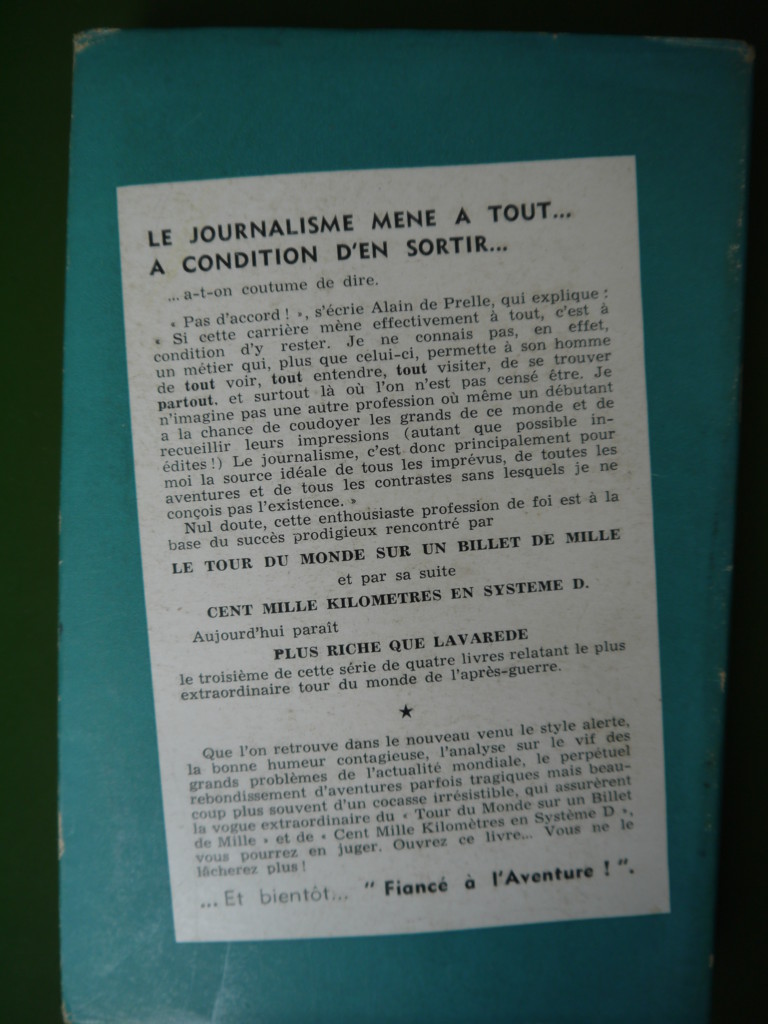 LE JOURNALISME MENE A TOUT...
A CONDITION D'EN SORTIR...
... a-t-on coutume de dire.
« Pas d'accord ! », s'écrie Alain de Prelle, qui explique :
« Si cette carrière mène effectivement à tout, c'est à
condition d'y rester. Je ne connais pas, en effet,
un métier qui, plus que celui-ci, permette à son homme
de tout voir, tout entendre, tout visiter, de se trouver
partout, et surtout là où l'on n'est pas censé être. Je
n'imagine pas une autre profession où même un débutant
a la chance de coudoyer les grands de ce monde et de
recueillir leurs impressions (autant que possible in-
édites !) Le journalisme, c'est donc principalement pour
moi la source idéale de tous les imprévus, de toutes les
aventures et de tous les contrastes sans lesquels je ne
conçois pas l'existence. »
Nul doute, cette enthousiaste profession de foi est à la
base du succès prodigieux rencontré par
LE TOUR DU MONDE SUR UN BILLET DE MILLE
et par sa suite
CENT MILLE KILOMETRES EN SYSTEME D.
Aujourd'hui paraît
PLUS RICHE QUE LAVAREDE
le troisième de cette série de quatre livres relatant le plus
extraordinaire tour du monde de l'après-guerre.
★
Que l'on retrouve dans le nouveau venu le style alerte,
la bonne humeur contagieuse, l'analyse sur le vif des
grands problèmes de l'actualité mondiale, le perpétuel
rebondissement d'aventures parfois tragiques mais beau-
coup plus souvent d'un cocasse irrésistible, qui assurèrent
la vogue extraordinaire du « Tour du Monde sur un Billet
de Mille » et de « Cent Mille Kilomètres en Système D »,
vous pourrez en juger. Ouvrez ce livre... Vous ne le
lâcherez plus !
... Et bientôt... " Fiancé à l'Aventure ! ".